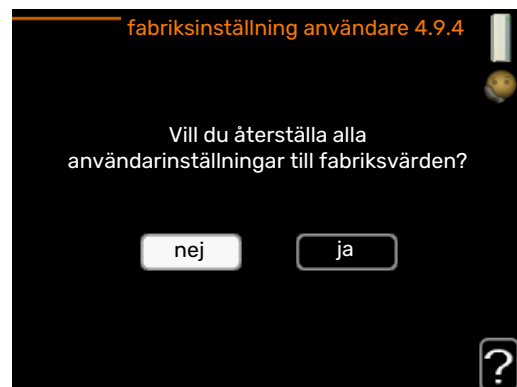 fabriksinställning användare 4.9.4
Vill du återställa alla
användarinställningar till fabriksvärden?
nej
ja
?